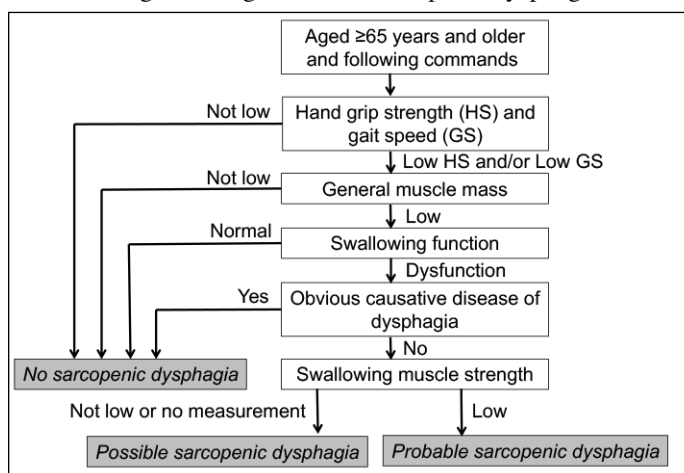 Aged ≥65 years and older
and following commands
Not low
Hand grip strength (HS) and
gait speed (GS)
Low HS and/or Low GS
Not low
General muscle mass
Low
Normal
Swallowing function
Dysfunction
Yes
Obvious causative disease of
dysphagia
No
No sarcopenic dysphagia
Swallowing muscle strength
Not low or no measurement
Low
Possible sarcopenic dysphagia
Probable sarcopenic dysphagia